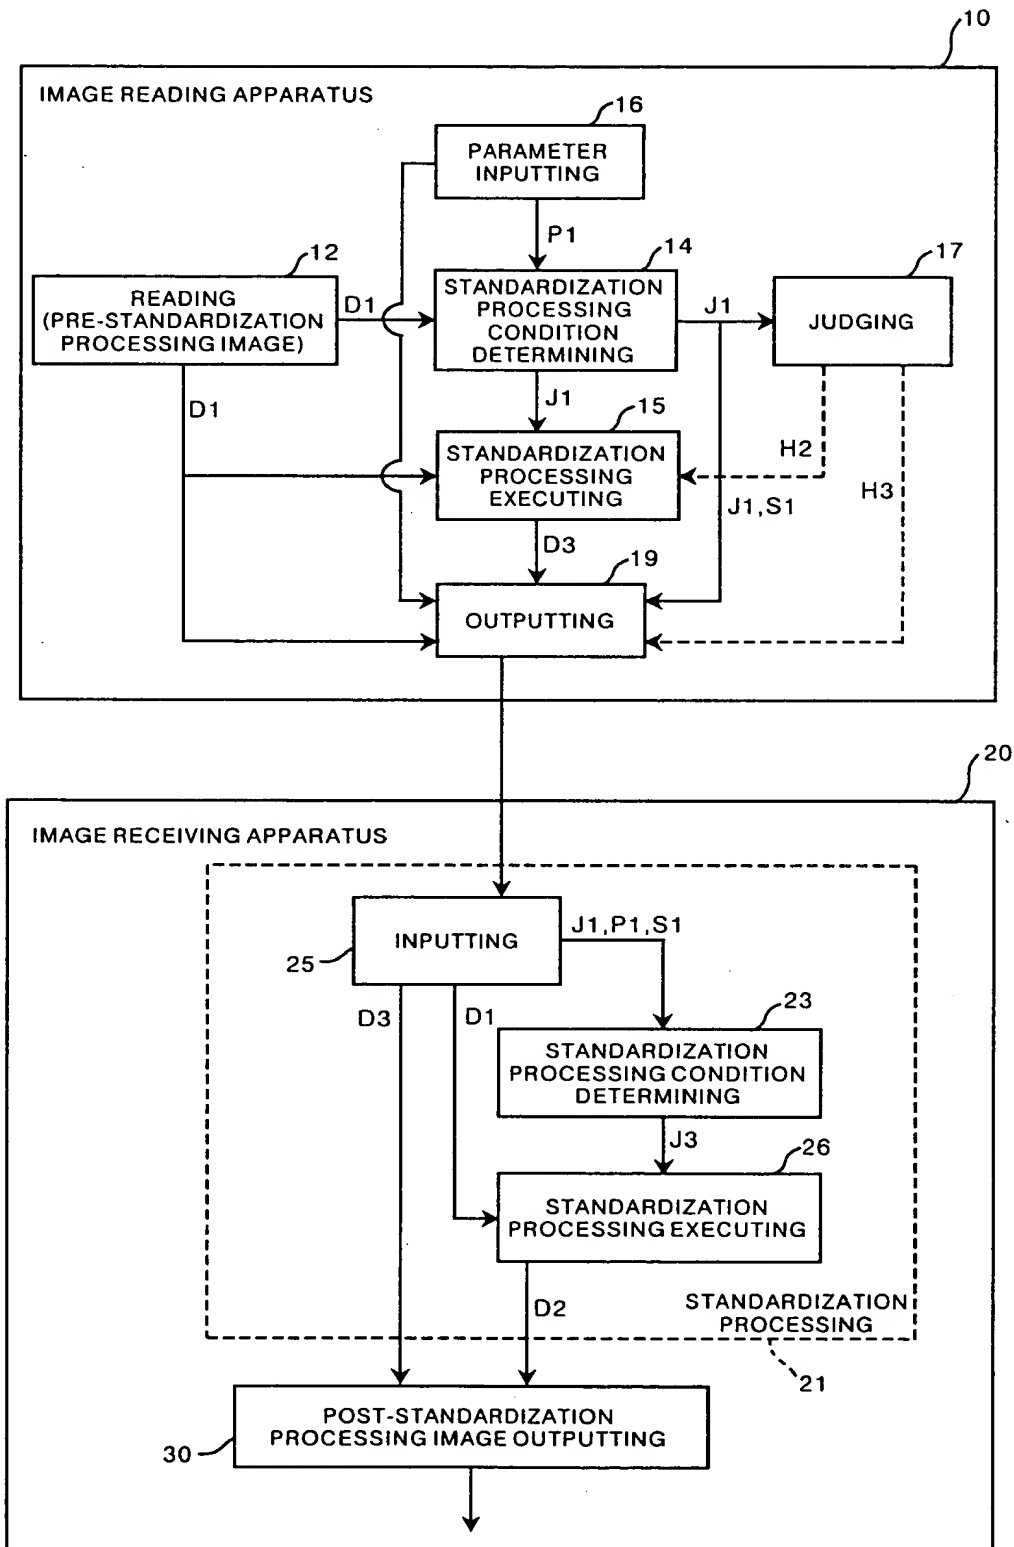 10
IMAGE READING APPARATUS
16
PARAMETER
INPUTTING
P1
12
READING
(PRE-STANDARDIZATION
PROCESSING IMAGE)
D1
14
STANDARDIZATION
PROCESSING
CONDITION
DETERMINING
J1
17
JUDGING
D1
J1
15
STANDARDIZATION
PROCESSING
EXECUTING
H2
H3
J1,S1
D3
19
OUTPUTTING
20
IMAGE RECEIVING APPARATUS
INPUTTING
25
J1,P1,S1
D3
D1
23
STANDARDIZATION
PROCESSING CONDITION
DETERMINING
J3
26
STANDARDIZATION
PROCESSING EXECUTING
D2
STANDARDIZATION
PROCESSING
21
POST-STANDARDIZATION
PROCESSING IMAGE OUTPUTTING
30